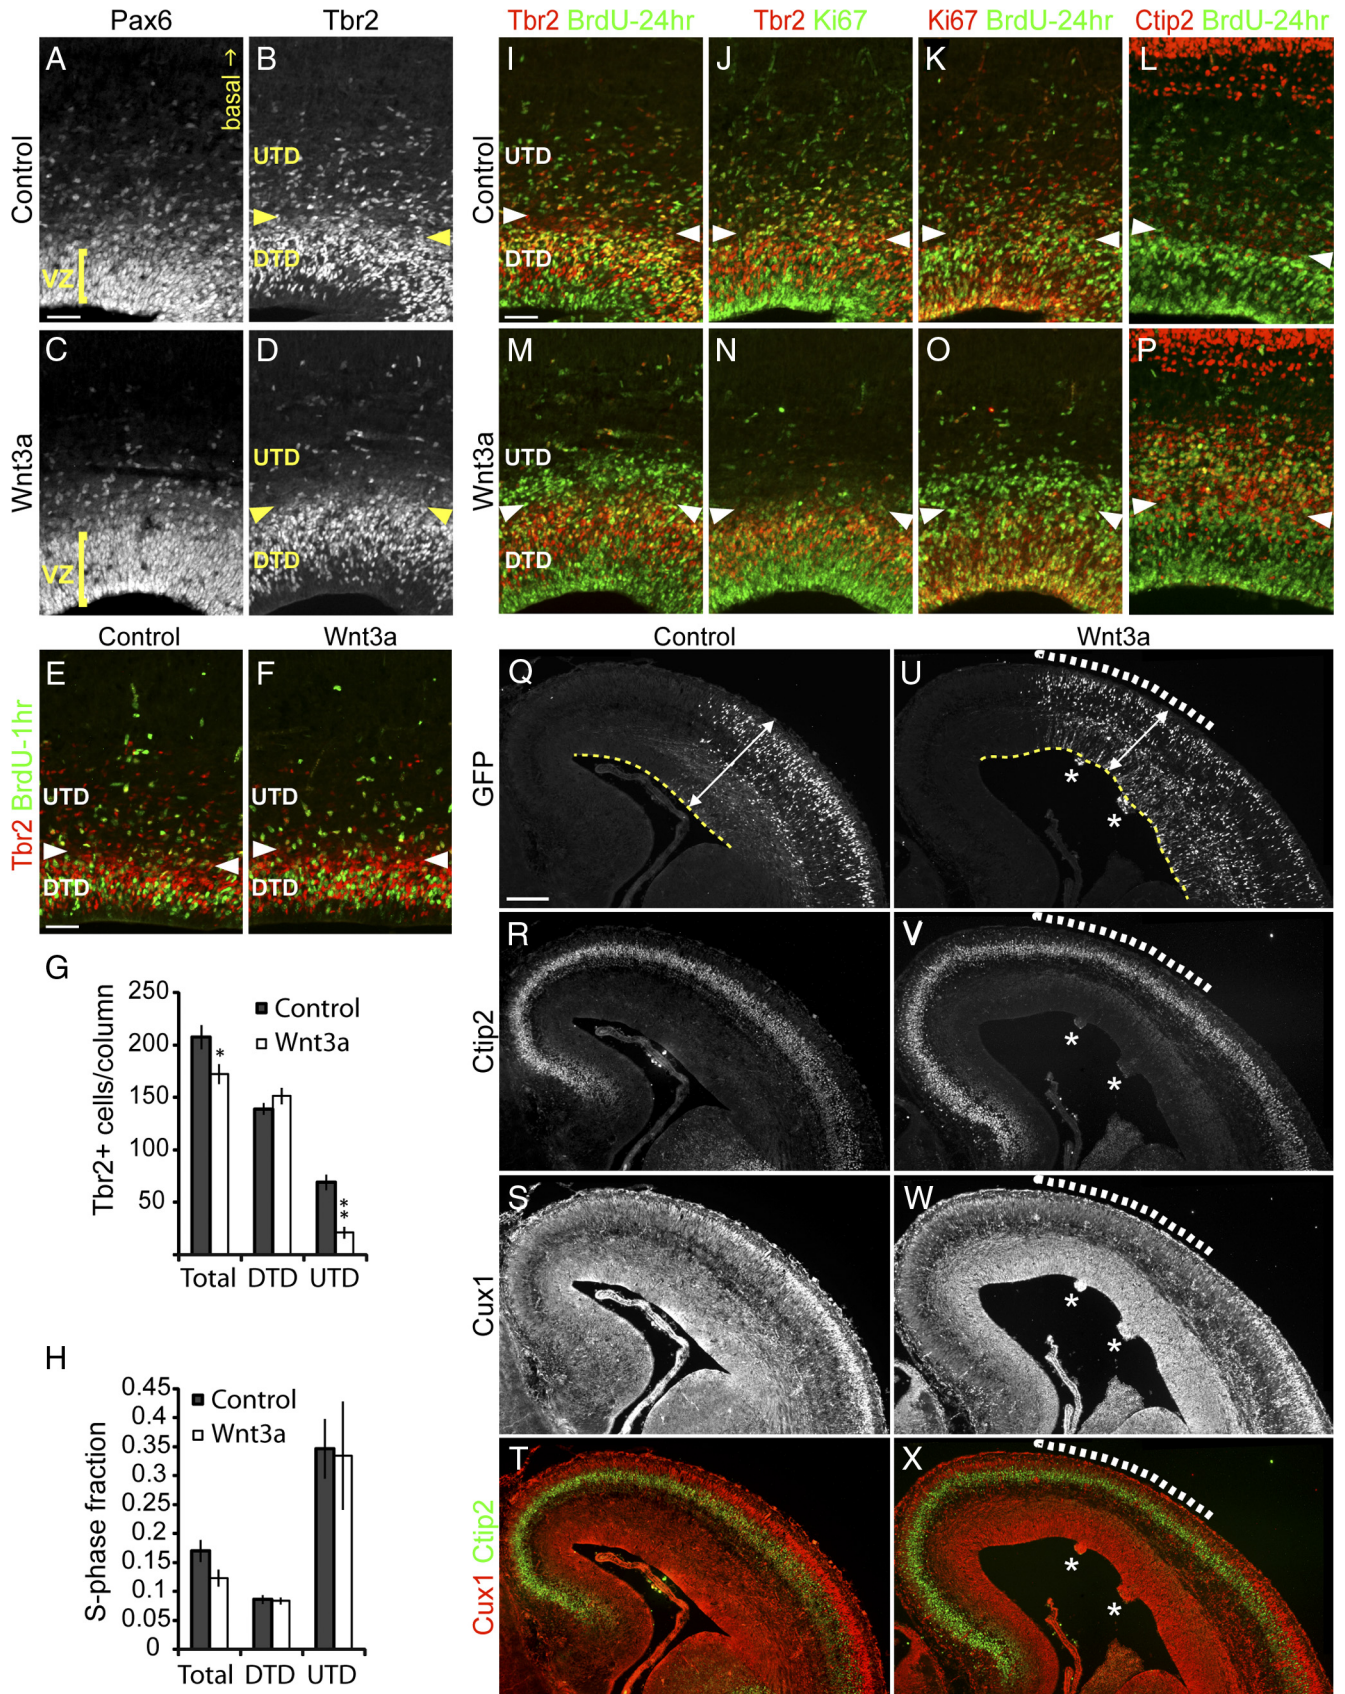 Pax6 Tbr2
Control
A
basal →
VZ
B
UTD
DTD
Wnt3a
C
VZ
D
UTD
DTD
Control Wnt3a
Tbr2 BrdU-1hr
E
UTD
DTD
F
UTD
DTD
G
Tbr2+ cells/column
250
200
150
100
50
Control
Wnt3a
*
**
Total DTD UTD
H
S-phase fraction
0.45
0.4
0.35
0.3
0.25
0.2
0.15
0.1
0.05
0
Control
Wnt3a
Total DTD UTD
Tbr2 BrdU-24hr Tbr2 Ki67 Ki67 BrdU-24hr Ctip2 BrdU-24hr
Control
I
UTD
DTD
J
K
L
Wnt3a
M
UTD
DTD
N
O
P
Control Wnt3a
GFP
Q
U
*
*
Ctip2
R
V
*
*
Cux1
S
W
*
*
Cux1 Ctip2
T
X
*
*